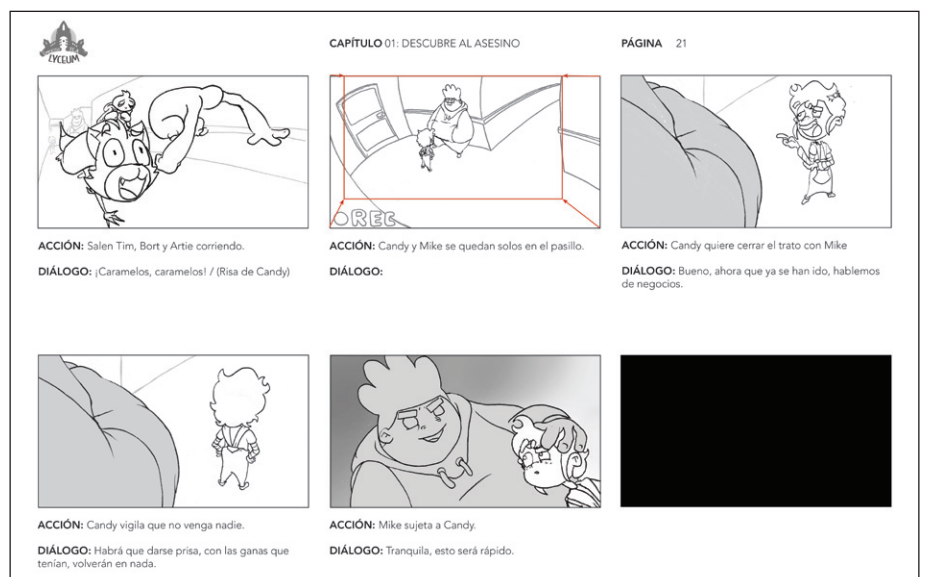 LYCEUM
CAPÍTULO 01: DESCUBRE AL ASESINO
PÁGINA 21
REC
ACCIÓN: Salen Tim, Bort y Artie corriendo.
DIÁLOGO: ¡Caramelos, caramelos! / (Risa de Candy)
ACCIÓN: Candy y Mike se quedan solos en el pasillo.
DIÁLOGO:
ACCIÓN: Candy quiere cerrar el trato con Mike
DIÁLOGO: Bueno, ahora que ya se han ido, hablemos
de negocios.
ACCIÓN: Candy vigila que no venga nadie.
DIÁLOGO: Habrá que darse prisa, con las ganas que
tenían, volverán en nada.
ACCIÓN: Mike sujeta a Candy.
DIÁLOGO: Tranquila, esto será rápido.